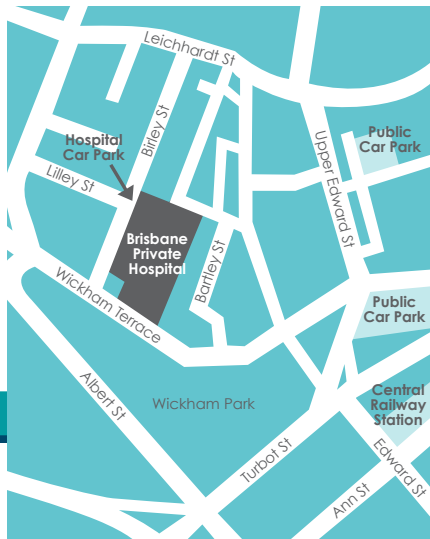 Leichhardt St
Birley St
Hospital
Car Park
Lilley St
Upper Edward St
Public
Car Park
Brisbane
Private
Hospital
Bartley St
Wickham Terrace
Public
Car Park
Albert St
Wickham Park
Central
Railway
Station
Turbot St
Edward St
Ann St